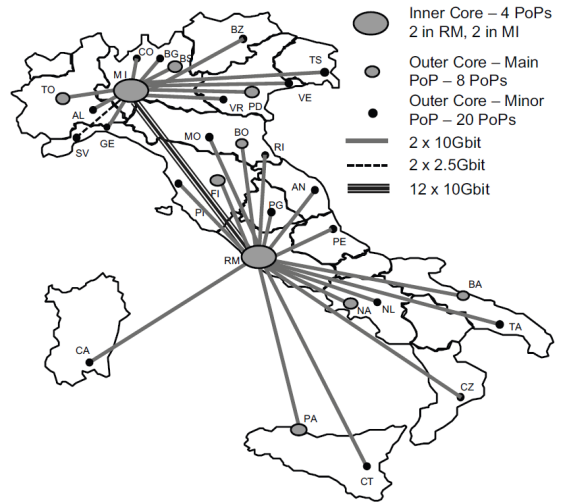 Inner Core – 4 PoPs
2 in RM, 2 in MI
Outer Core – Main
PoP – 8 PoPs
Outer Core – Minor
PoP – 20 PoPs
2 x 10Gbit
2 x 2.5Gbit
12 x 10Gbit
BZ
CO
BG
BS
TS
MI
TO
VE
VR
PD
AL
MO
BO
RI
SV
GE
FI
AN
PI
PG
PE
RM
BA
NA
NL
TA
CA
CZ
PA
CT